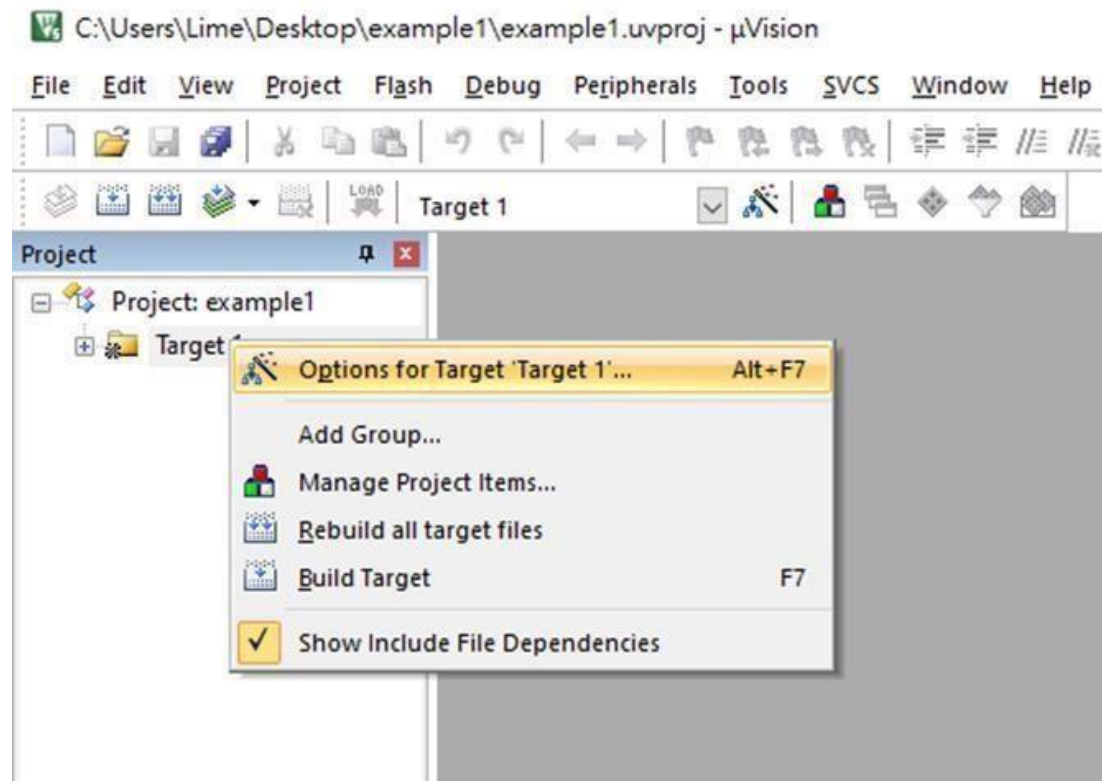 C:\Users\Lime\Desktop\example1\example1.uvproj - µVision
File Edit View Project Flash Debug Peripherals Tools SVCS Window Help
LOAD Target 1
Project
Project: example1
Target
Options for Target 'Target 1'... Alt+F7
Add Group...
Manage Project Items...
Rebuild all target files
Build Target F7
Show Include File Dependencies